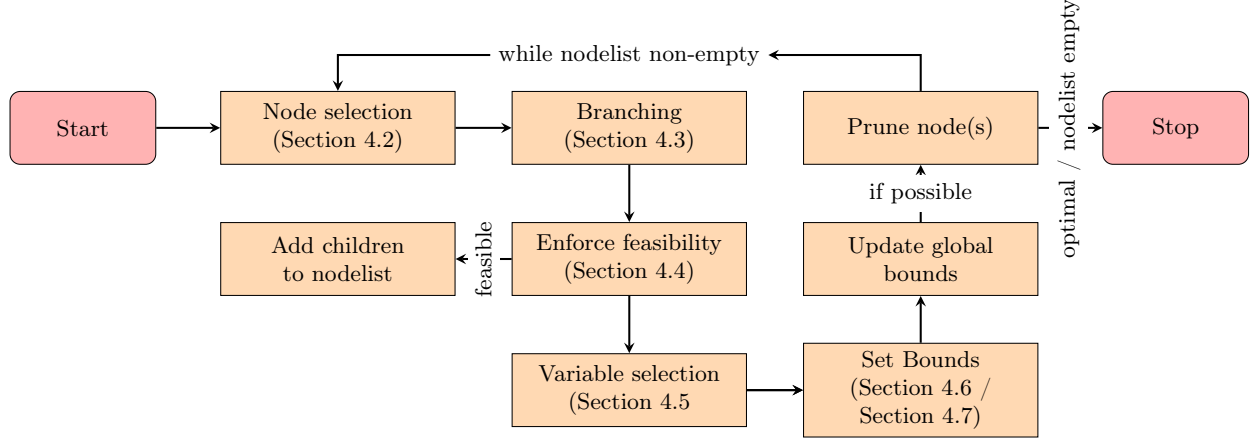 while nodelist non-empty
Start
Node selection
(Section 4.2)
Branching
(Section 4.3)
Prune node(s)
optimal / nodelist empty
Stop
if possible
Add children
to nodelist
feasible
Enforce feasibility
(Section 4.4)
Update global
bounds
Variable selection
(Section 4.5
Set Bounds
(Section 4.6 /
Section 4.7)